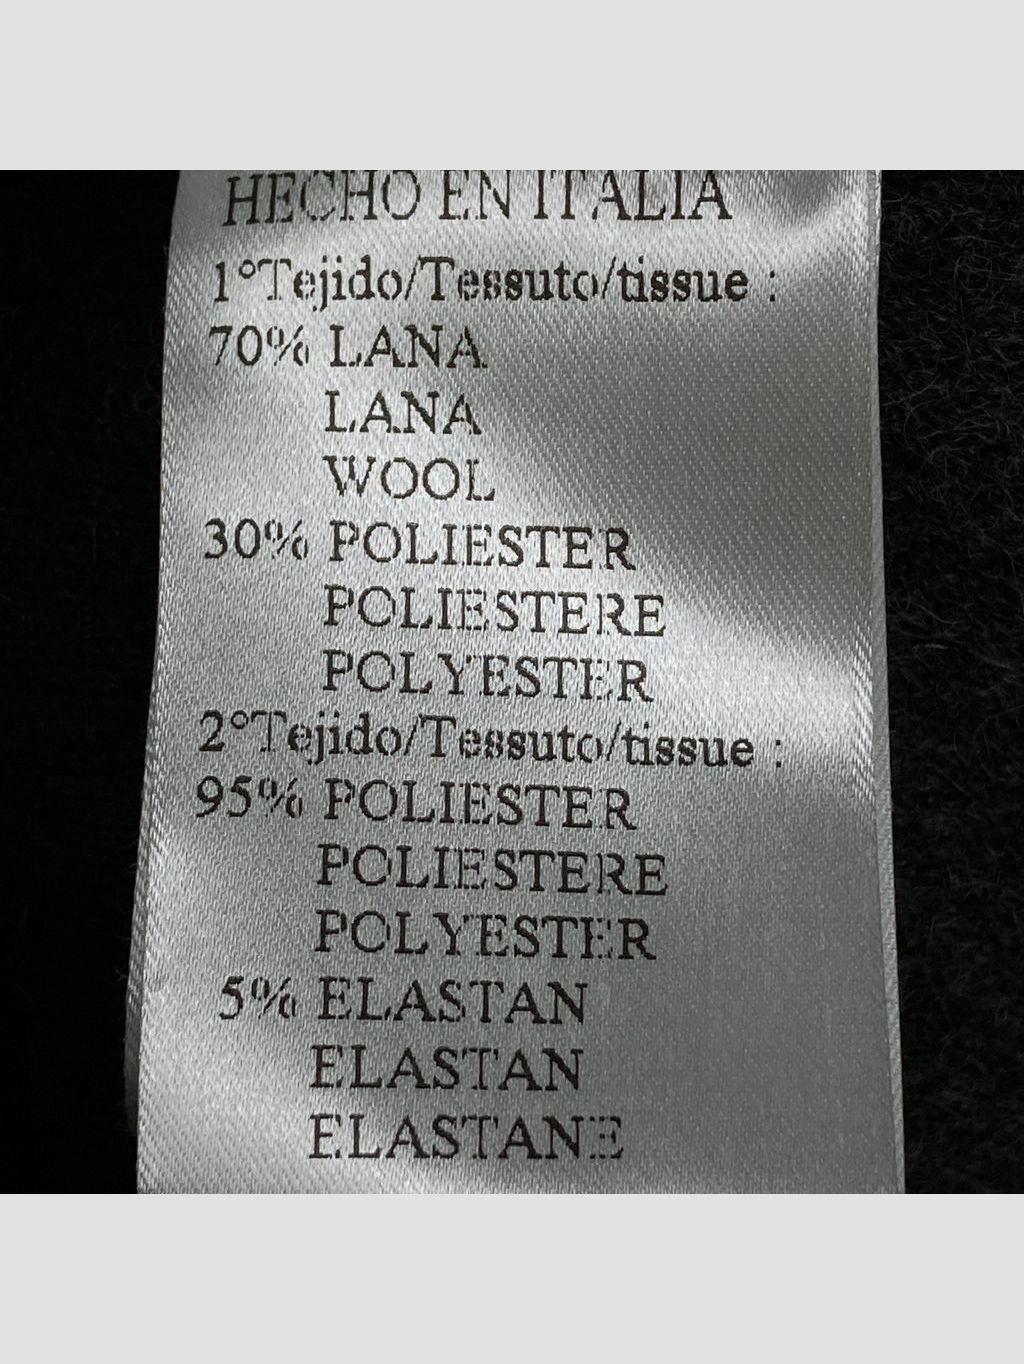 HECHO EN ITALIA
1°Tejido/Tessuto/tissue :
70% LANA
LANA
WOOL
30% POLIESTER
POLIESTERE
POLYESTER
2°Tejido/Tessuto/tissue :
95% POLIESTER
POLIESTERE
POLYESTER
5% ELASTAN
ELASTAN
ELASTANE